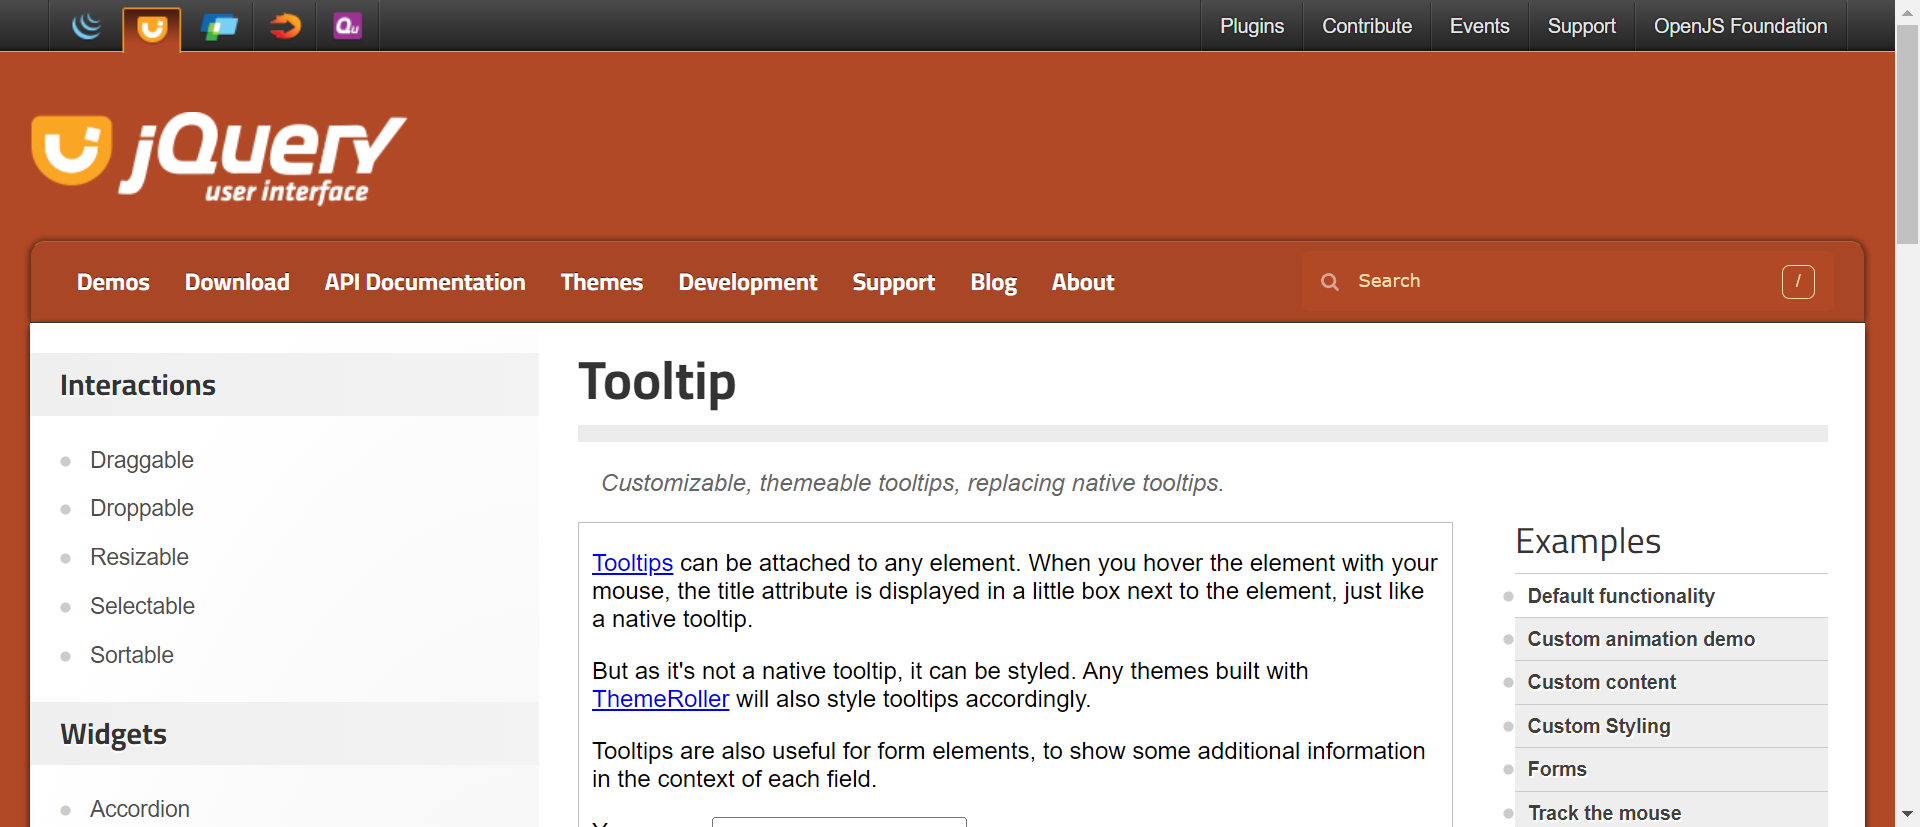 Plugins
Contribute
Events
Support
OpenJS Foundation
Qu
jQuery
user interface
Demos
Download
API Documentation
Themes
Development
Support
Blog
About
Search
/
Interactions
Draggable
Droppable
Resizable
Selectable
Sortable
Widgets
Accordion
Tooltip
Customizable, themeable tooltips, replacing native tooltips.
Tooltips can be attached to any element. When you hover the element with your
mouse, the title attribute is displayed in a little box next to the element, just like
a native tooltip.
But as it's not a native tooltip, it can be styled. Any themes built with
ThemeRoller will also style tooltips accordingly.
Tooltips are also useful for form elements, to show some additional information
in the context of each field.
Examples
Default functionality
Custom animation demo
Custom content
Custom Styling
Forms
Track the mouse